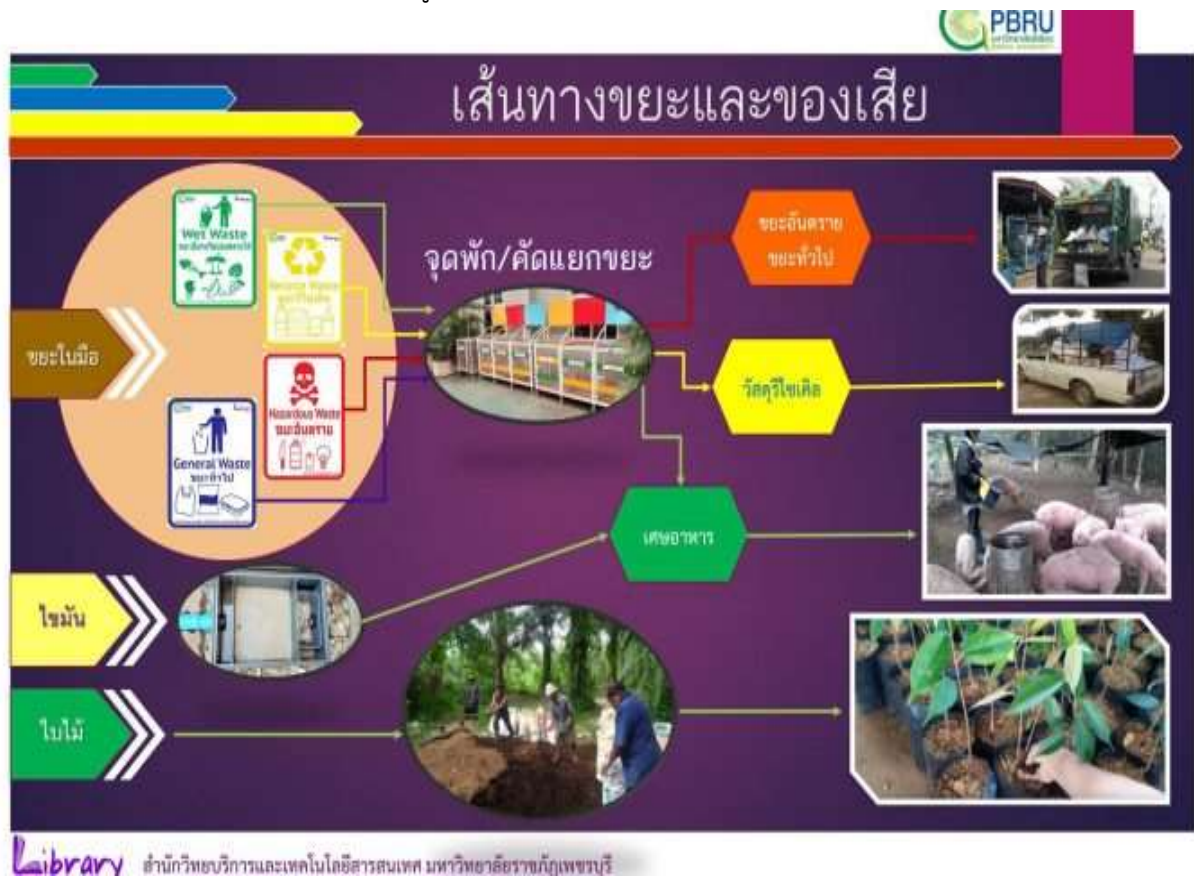 PBRU
เส้นทางขยะและของเสีย
Wet Waste
จุดพัก/คัดแยกขยะ
ขยะอันตราย
ขยะทั่วไป
ขยะในมือ
Hazardous Waste
ขยะอันตราย
General Waste
ขยะทั่วไป
วัสดุรีไซเคิล
เศษอาหาร
ไขมัน
ใบไม้
Library สำนักวิทยบริการและเทคโนโลยีสารสนเทศ มหาวิทยาลัยราชภัฏเพชรบุรี